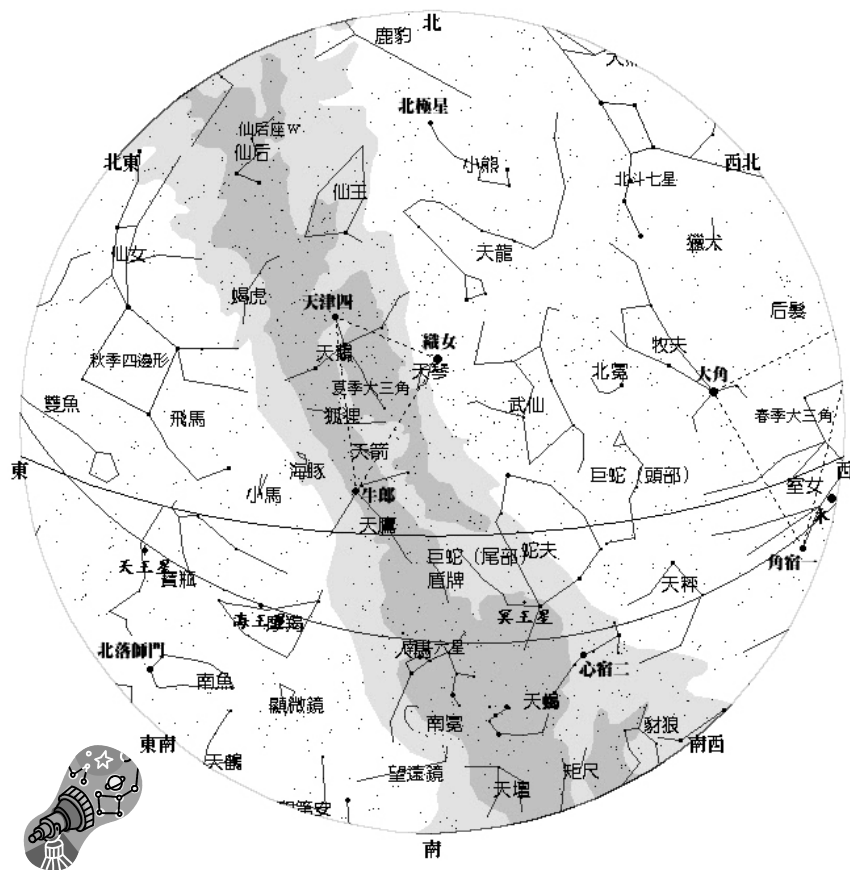 北
鹿豹
北極星
仙后座W
仙后
小熊
北東
西北
仙王
北斗七星
仙女
天龍
獵犬
蝎虎
天津四
后髮
織女
牧夫
天鵝
秋季四邊形
天琴
北冕
大角
夏季大三角
雙魚
飛馬
狐狸
武仙
春季大三角
天箭
東
海豚
巨蛇（頭部）
西
小馬
牛郎
室女
水
天鷹
巨蛇（尾部）
蛇夫
角宿一
天王星
寶瓶
盾牌
天秤
海王星
摩羯
冥王星
北落師門
心宿二
南魚
顯微鏡
天蠍
南冕
豺狼
東南
南西
天鶴
望遠鏡
矩尺
天壇
南